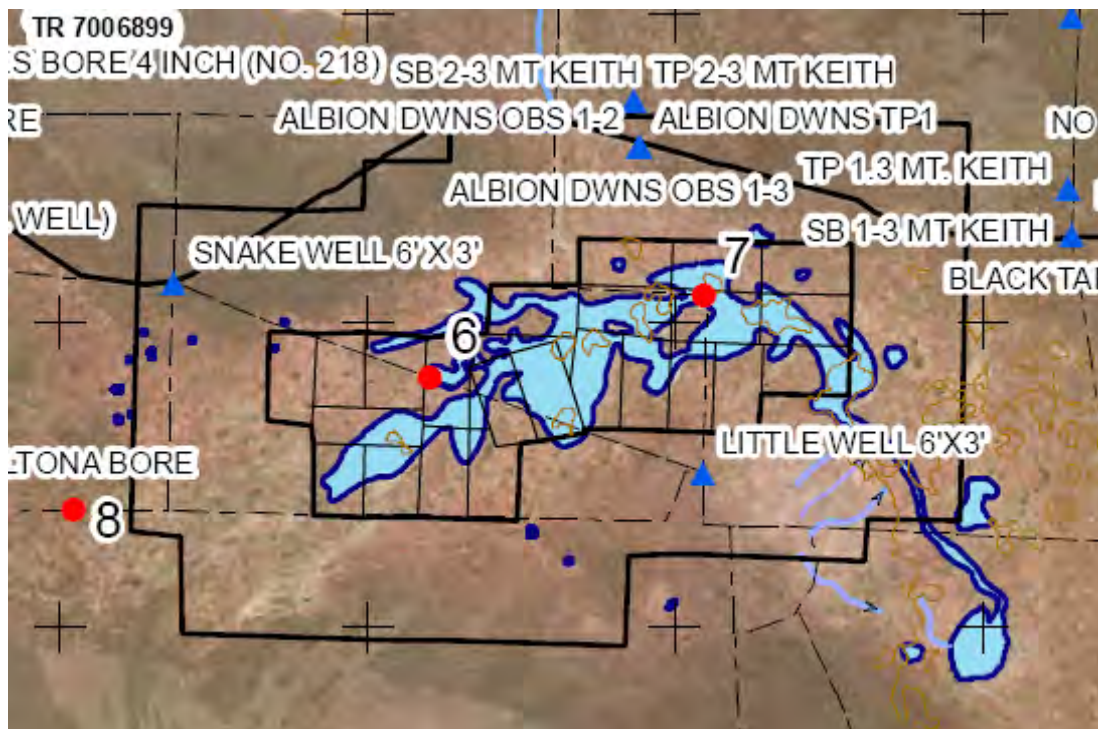 TR 7006899
S BORE 4 INCH (NO. 218)
SB 2-3 MT KEITH TP 2-3 MT KEITH
RE
ALBION DWNS OBS 1-2 ALBION DWNS TP1
NO
TP 1.3 MT. KEITH
ALBION DWNS OBS 1-3
WELL)
SB 1-3 MT KEITH
SNAKE WELL 6' X 3'
7
BLACK TA
6
LITTLE WELL 6'X3'
LTONA BORE
8